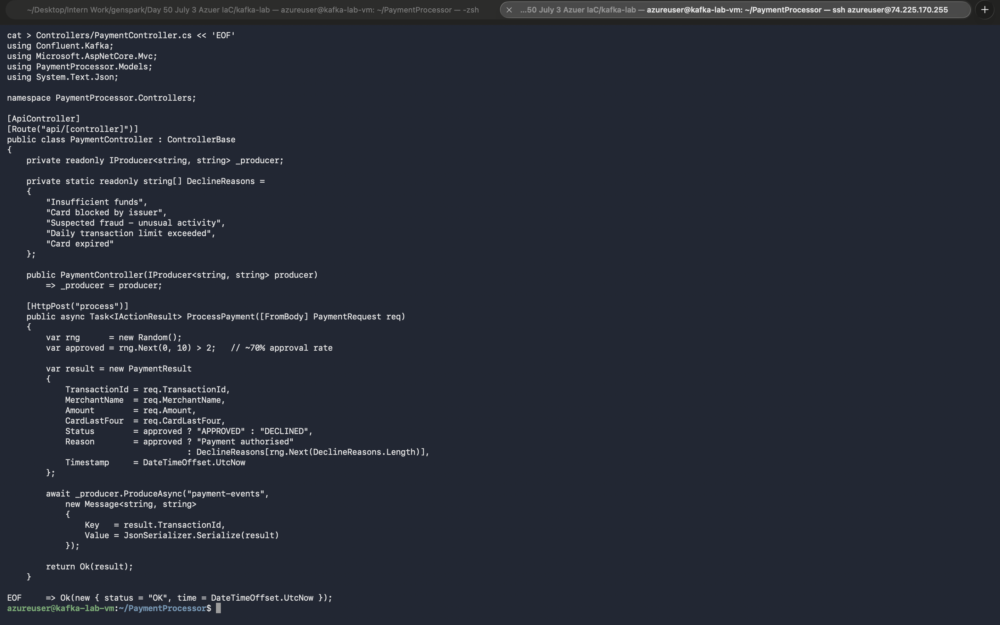 ~/Desktop/Intern Work/genspark/Day 50 July 3 Azuer IaC/kafka-lab — azureuser@kafka-lab-vm: ~/PaymentProcessor — -zsh
...50 July 3 Azuer IaC/kafka-lab — azureuser@kafka-lab-vm: ~/PaymentProcessor — ssh azureuser@74.225.170.255
cat > Controllers/PaymentController.cs << 'EOF'
using Confluent.Kafka;
using Microsoft.AspNetCore.Mvc;
using PaymentProcessor.Models;
using System.Text.Json;

namespace PaymentProcessor.Controllers;

[ApiController]
[Route("api/[controller]")]
public class PaymentController : ControllerBase
{
    private readonly IProducer<string, string> _producer;

    private static readonly string[] DeclineReasons =
    {
        "Insufficient funds",
        "Card blocked by issuer",
        "Suspected fraud – unusual activity",
        "Daily transaction limit exceeded",
        "Card expired"
    };

    public PaymentController(IProducer<string, string> producer)
        => _producer = producer;

    [HttpPost("process")]
    public async Task<IActionResult> ProcessPayment([FromBody] PaymentRequest req)
    {
        var rng      = new Random();
        var approved = rng.Next(0, 10) > 2;   // ~70% approval rate

        var result = new PaymentResult
        {
            TransactionId = req.TransactionId,
            MerchantName  = req.MerchantName,
            Amount        = req.Amount,
            CardLastFour  = req.CardLastFour,
            Status        = approved ? "APPROVED" : "DECLINED",
            Reason        = approved ? "Payment authorised"
                                     : DeclineReasons[rng.Next(DeclineReasons.Length)],
            Timestamp     = DateTimeOffset.UtcNow
        };

        await _producer.ProduceAsync("payment-events",
            new Message<string, string>
            {
                Key   = result.TransactionId,
                Value = JsonSerializer.Serialize(result)
            });

        return Ok(result);
    }

EOF     => Ok(new { status = "OK", time = DateTimeOffset.UtcNow });
azureuser@kafka-lab-vm:~/PaymentProcessor$